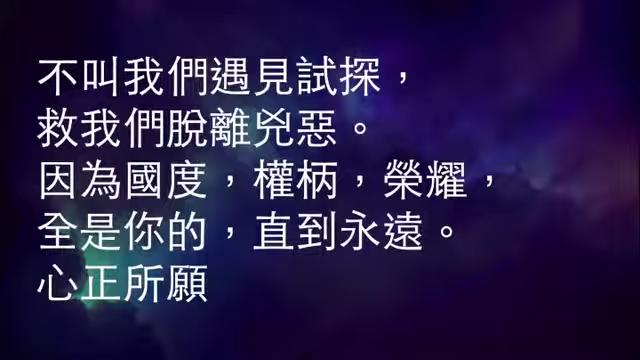 不叫我們遇見試探，
救我們脫離兇惡。
因為國度，權柄，榮耀，
全是你的，直到永遠。
心正所願